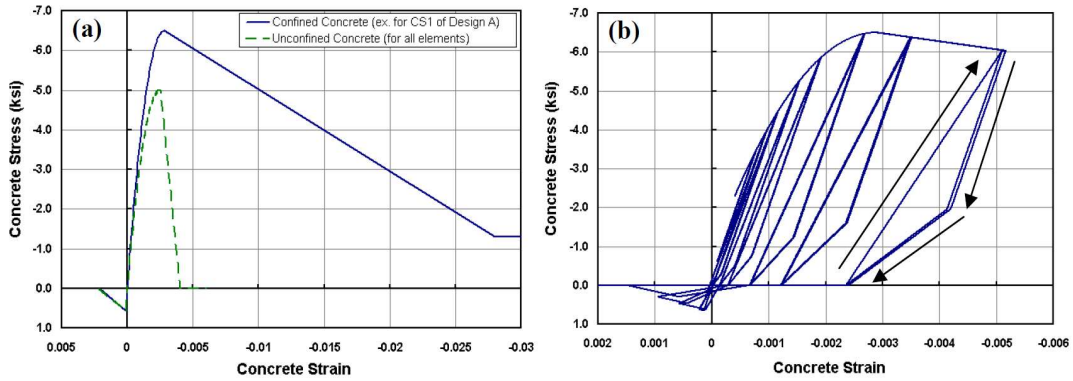 (a)
Confined Concrete (ex. for CS1 of Design A)
Unconfined Concrete (for all elements)
-7.0
-6.0
-5.0
-4.0
-3.0
-2.0
-1.0
0.0
1.0
Concrete Stress (ksi)
0.005 0 -0.005 -0.01 -0.015 -0.02 -0.025 -0.03
Concrete Strain
(b)
-7.0
-6.0
-5.0
-4.0
-3.0
-2.0
-1.0
0.0
1.0
Concrete Stress (ksi)
0.002 0.001 0 -0.001 -0.002 -0.003 -0.004 -0.005 -0.006
Concrete Strain